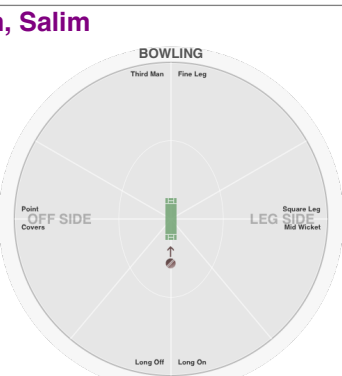 , Salim
BOWLING
Third Man Fine Leg
Point Square Leg
OFF SIDE LEG SIDE
Covers Mid Wicket
Long Off Long On